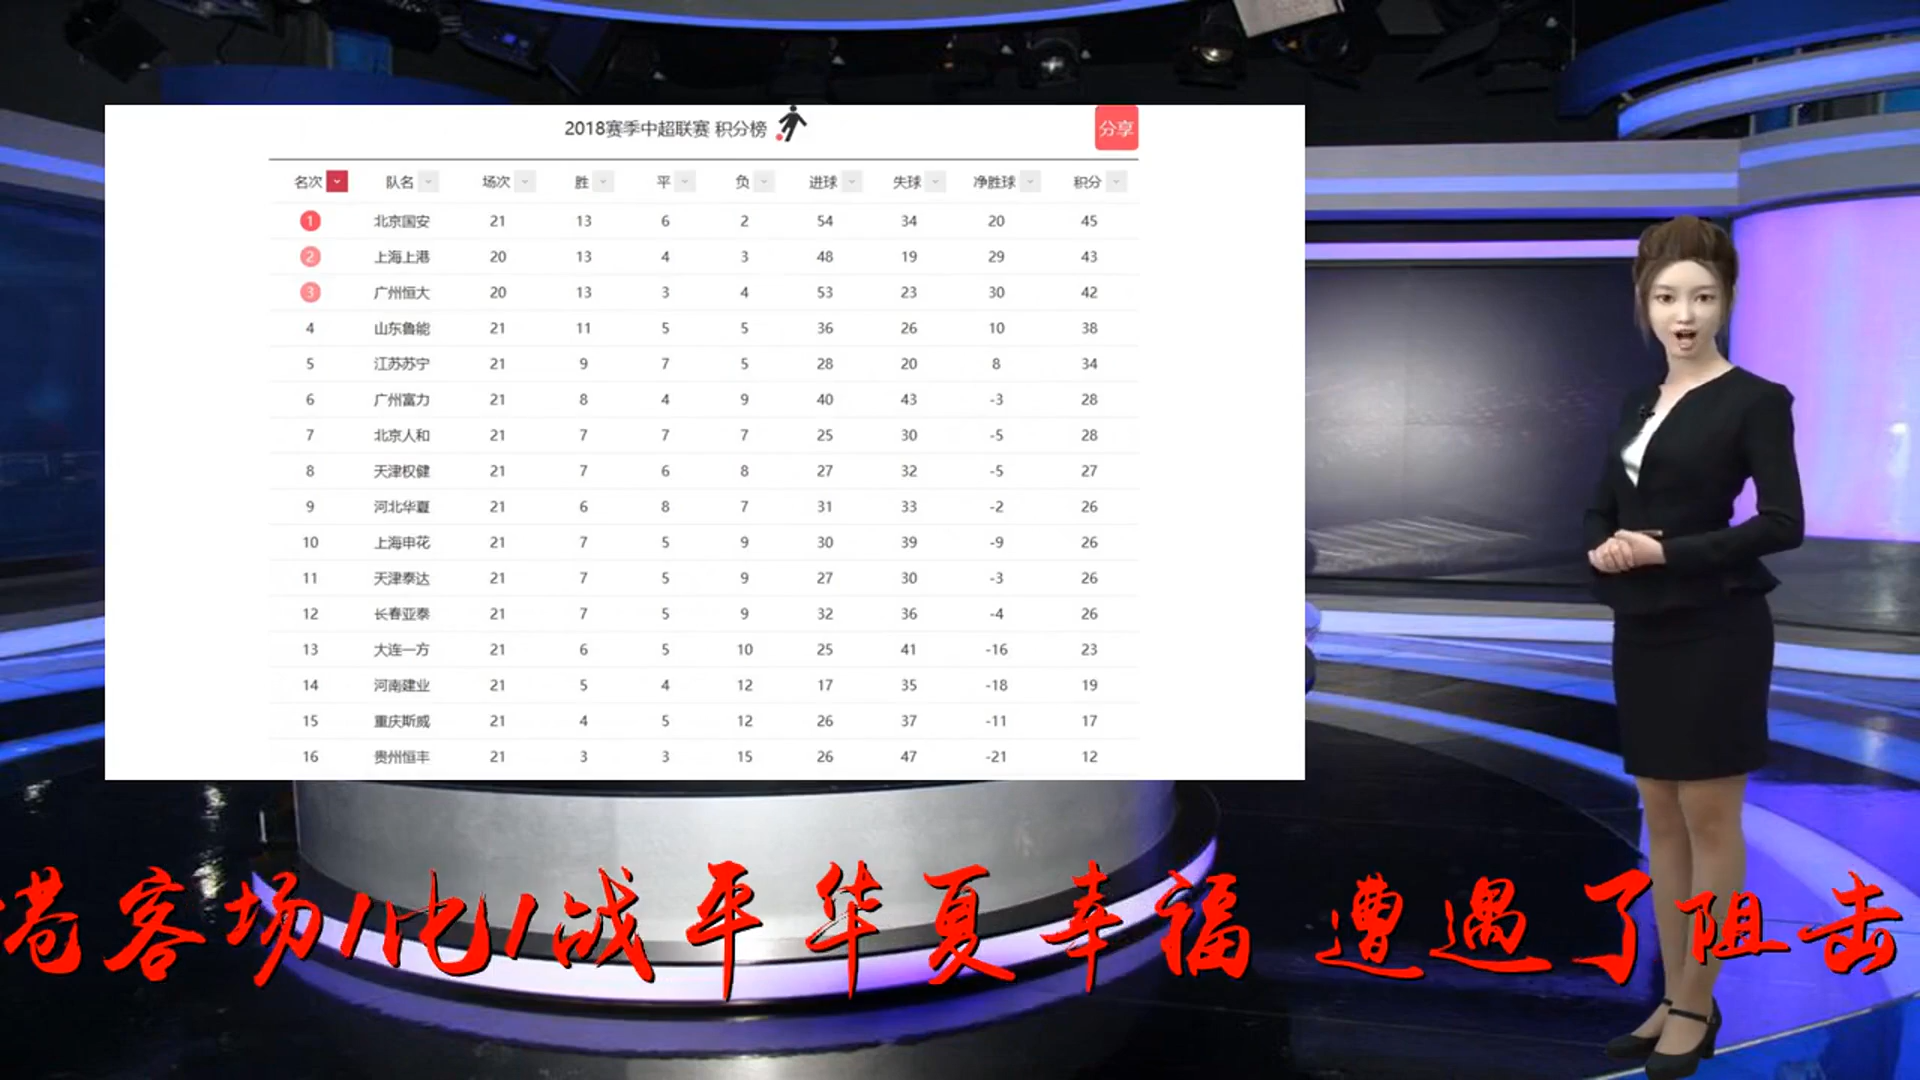 2018赛季中超联赛 积分榜
分享
名次 队名 场次 胜 平 负 进球 失球 净胜球 积分
1 北京国安 21 13 6 2 54 34 20 45
2 上海上港 20 13 4 3 48 19 29 43
3 广州恒大 20 13 3 4 53 23 30 42
4 山东鲁能 21 11 5 5 36 26 10 38
5 江苏苏宁 21 9 7 5 28 20 8 34
6 广州富力 21 8 4 9 40 43 -3 28
7 北京人和 21 7 7 7 25 30 -5 28
8 天津权健 21 7 6 8 27 32 -5 27
9 河北华夏 21 6 8 7 31 33 -2 26
10 上海申花 21 7 5 9 30 39 -9 26
11 天津泰达 21 7 5 9 27 30 -3 26
12 长春亚泰 21 7 5 9 32 36 -4 26
13 大连一方 21 6 5 10 25 41 -16 23
14 河南建业 21 5 4 12 17 35 -18 19
15 重庆斯威 21 4 5 12 26 37 -11 17
16 贵州恒丰 21 3 3 15 26 47 -21 12
港客场1比1战平华夏幸福 遭遇了阻击